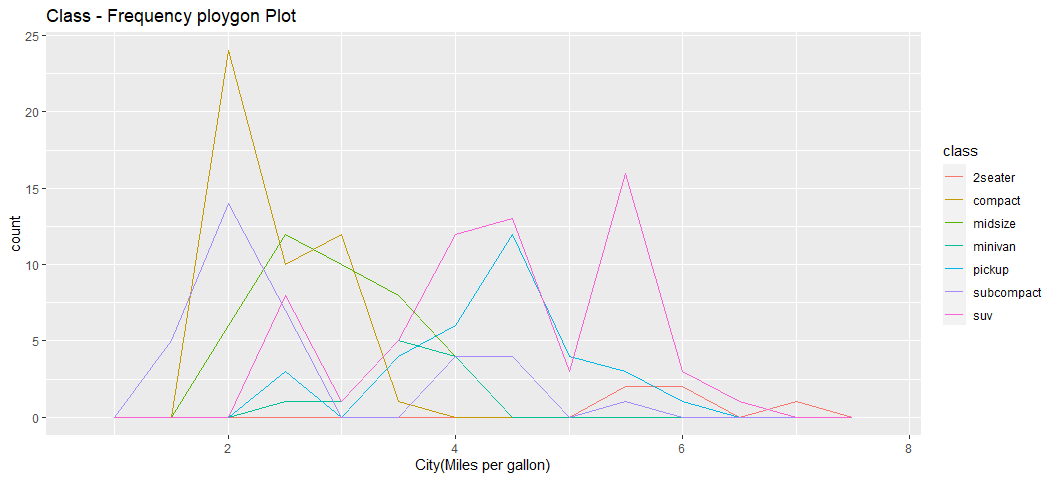 Class - Frequency ploygon Plot
25
20
15
10
5
0
count
2
4
6
8
City(Miles per gallon)
class
2seater
compact
midsize
minivan
pickup
subcompact
suv